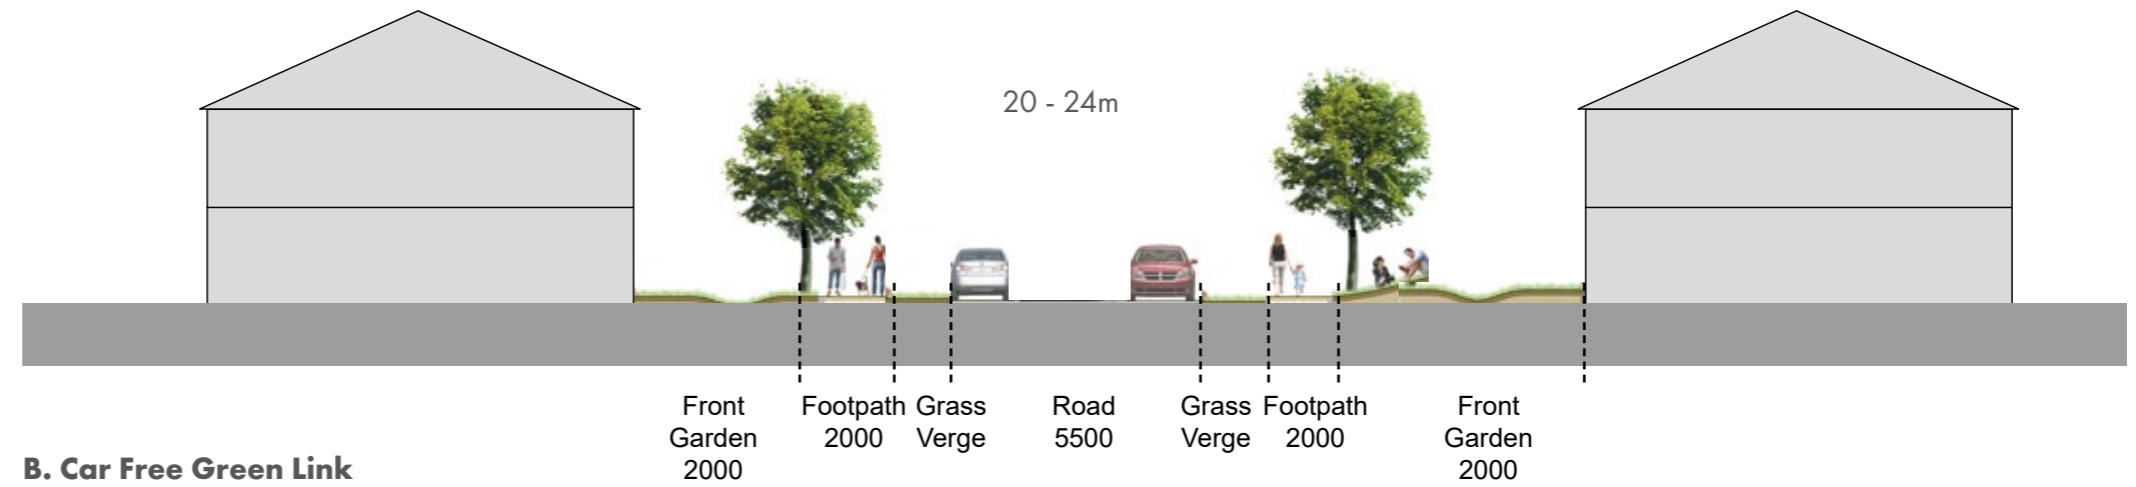 20 - 24m
Front Garden 2000
Footpath 2000
Grass Verge
Road 5500
Grass Verge
Footpath 2000
Front Garden 2000
B. Car Free Green Link